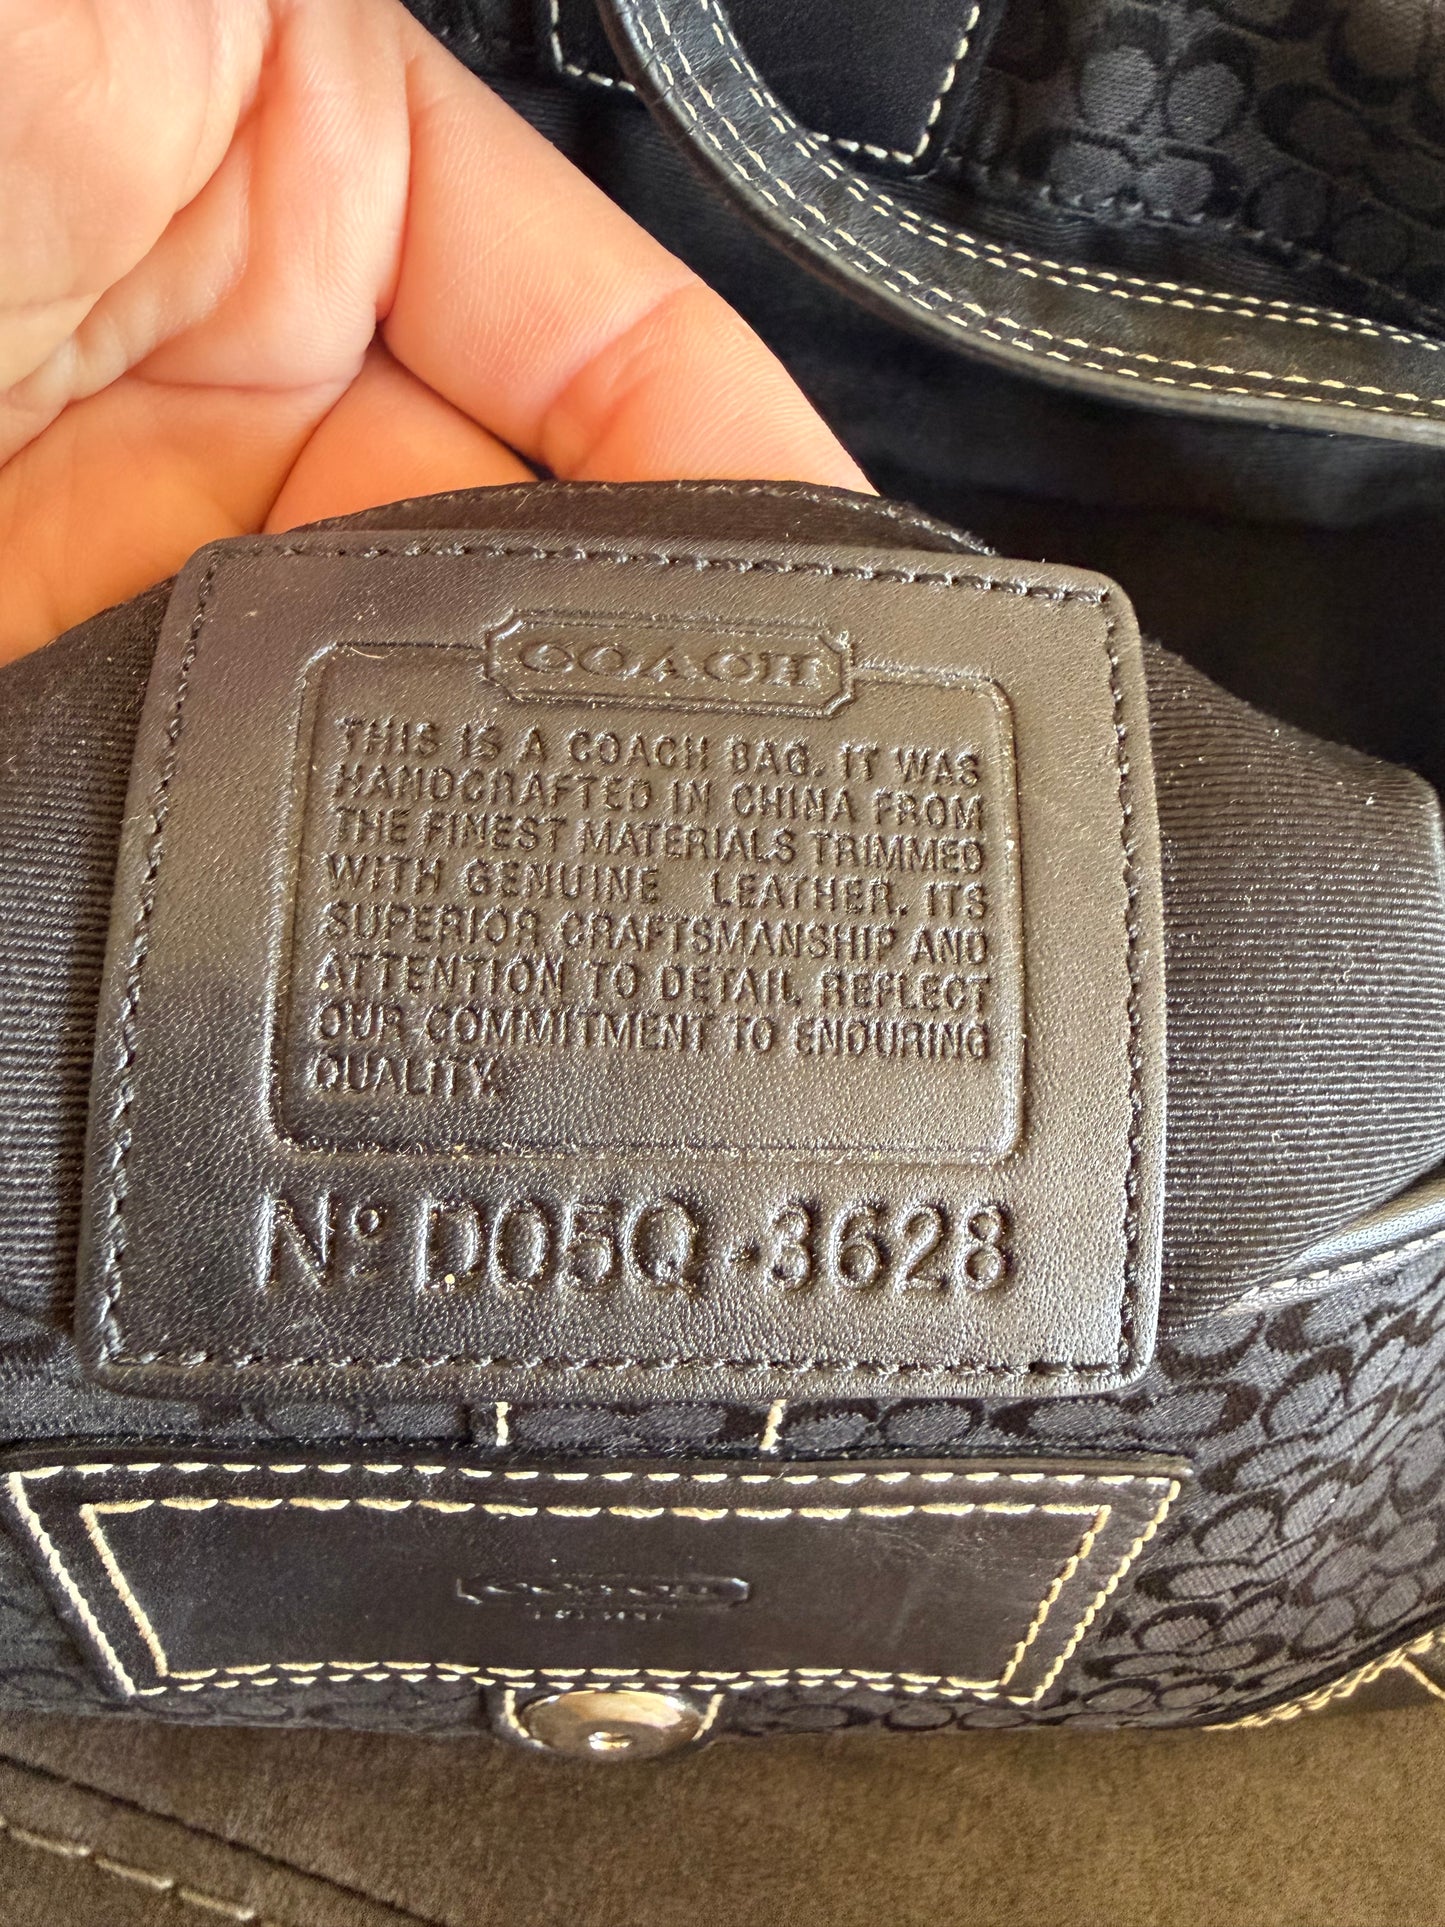 COACH
THIS IS A COACH BAG. IT WAS
HANDCRAFTED IN CHINA FROM
THE FINEST MATERIALS TRIMMED
WITH GENUINE LEATHER. ITS
SUPERIOR CRAFTSMANSHIP AND
ATTENTION TO DETAIL REFLECT
OUR COMMITMENT TO ENDURING
QUALITY.
Nº D05Q-3628
COACH